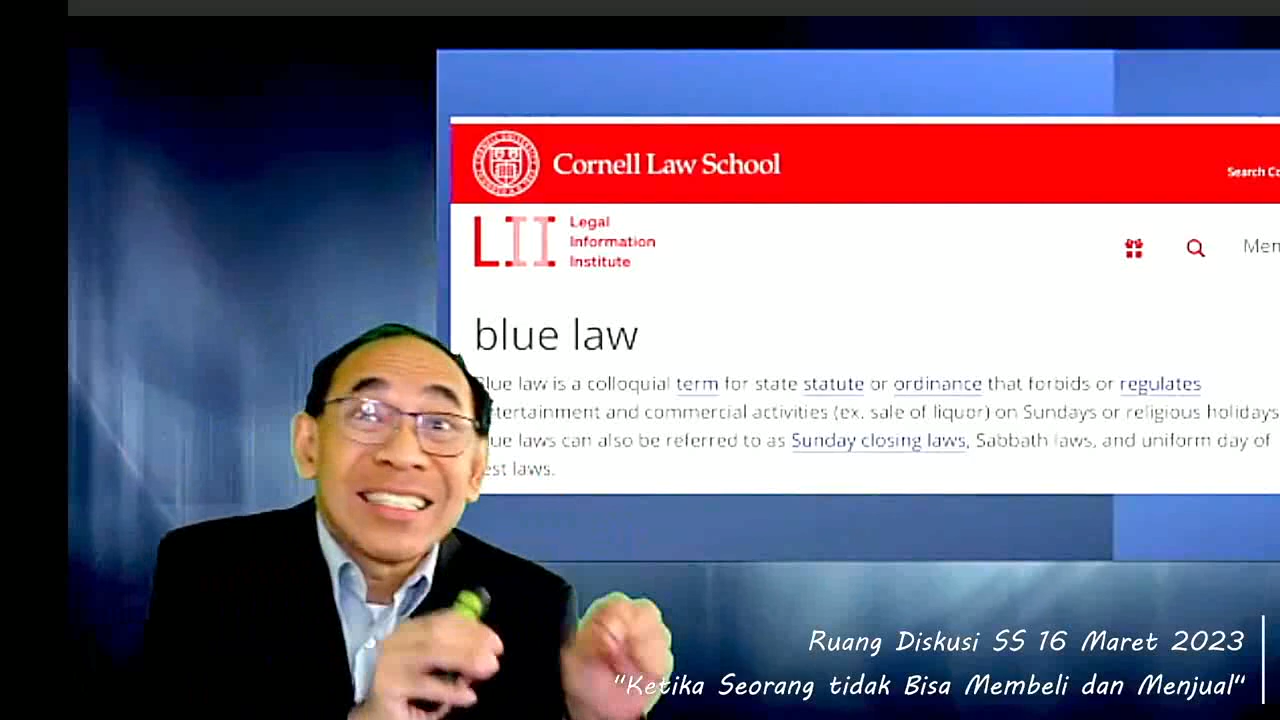 Cornell Law School
Search Co
LII
Legal
Information
Institute
Men
blue law
Blue law is a colloquial term for state statute or ordinance that forbids or regulates
tertainment and commercial activities (ex. sale of liquor) on Sundays or religious holidays
ue laws can also be referred to as Sunday closing laws, Sabbath laws, and uniform day of
est laws.
Ruang Diskusi SS 16 Maret 2023
"Ketika Seorang tidak Bisa Membeli dan Menjual"